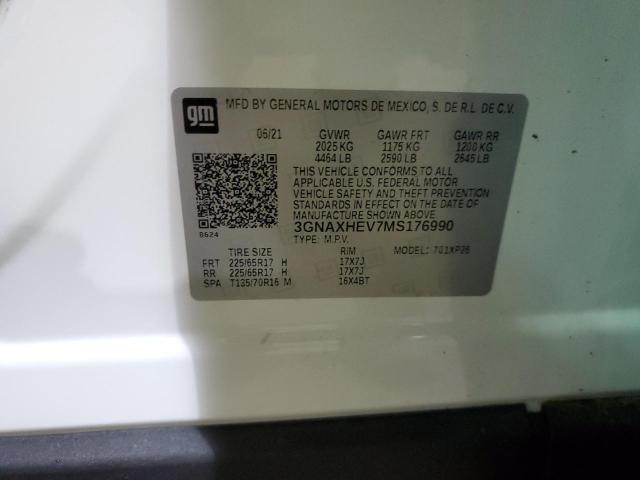 gm
MFD BY GENERAL MOTORS DE MEXICO, S. DE R.L. DE C.V.
06/21 GVWR GAWR FRT GAWR RR
2025 KG 1175 KG 1200 KG
4464 LB 2590 LB 2645 LB
THIS VEHICLE CONFORMS TO ALL
APPLICABLE U.S. FEDERAL MOTOR
VEHICLE SAFETY AND THEFT PREVENTION
STANDARDS IN EFFECT ON THE DATE OF
MANUFACTURE SHOWN ABOVE.
3GNAXHEV7MS176990
8624
TYPE: M.P.V.
TIRE SIZE RIM MODEL: 701XP26
FRT 225/65R17 H 17X7J
RR 225/65R17 H 17X7J
SPA T135/70R16 M 16X4BT